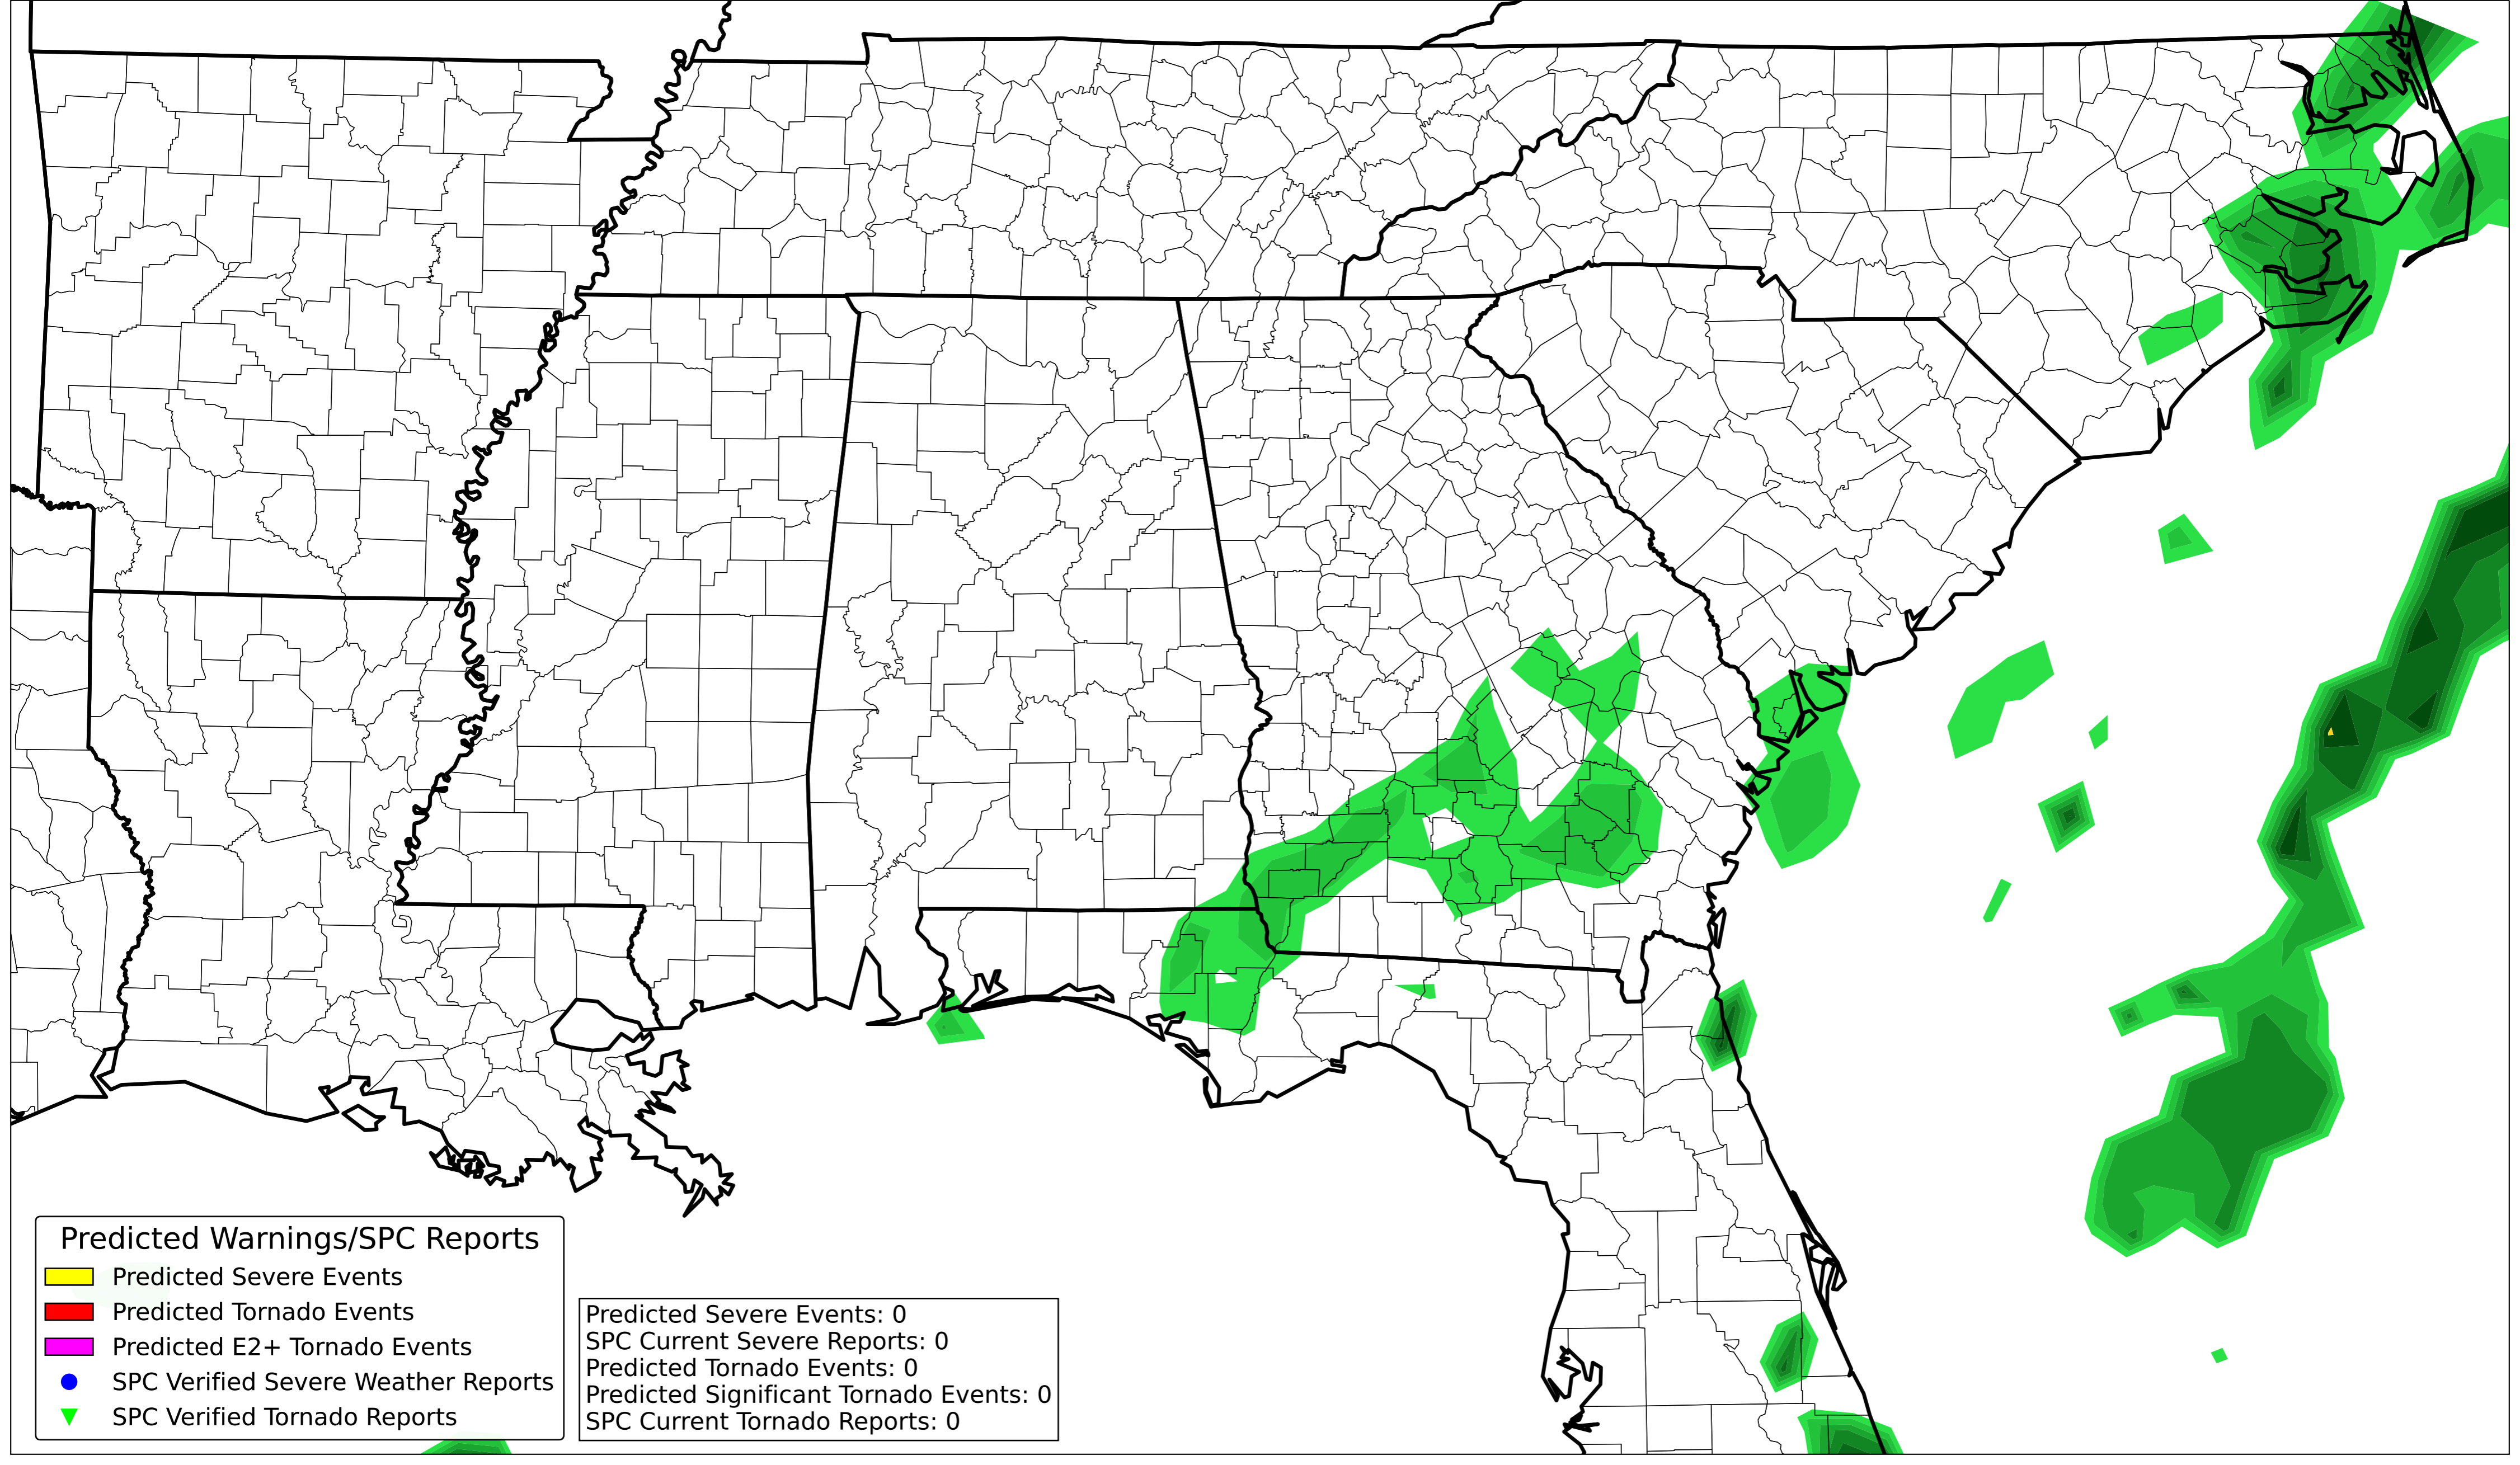 Predicted Warnings/SPC Reports
Predicted Severe Events
Predicted Tornado Events
Predicted E2+ Tornado Events
SPC Verified Severe Weather Reports
SPC Verified Tornado Reports
Predicted Severe Events: 0
SPC Current Severe Reports: 0
Predicted Tornado Events: 0
Predicted Significant Tornado Events: 0
SPC Current Tornado Reports: 0